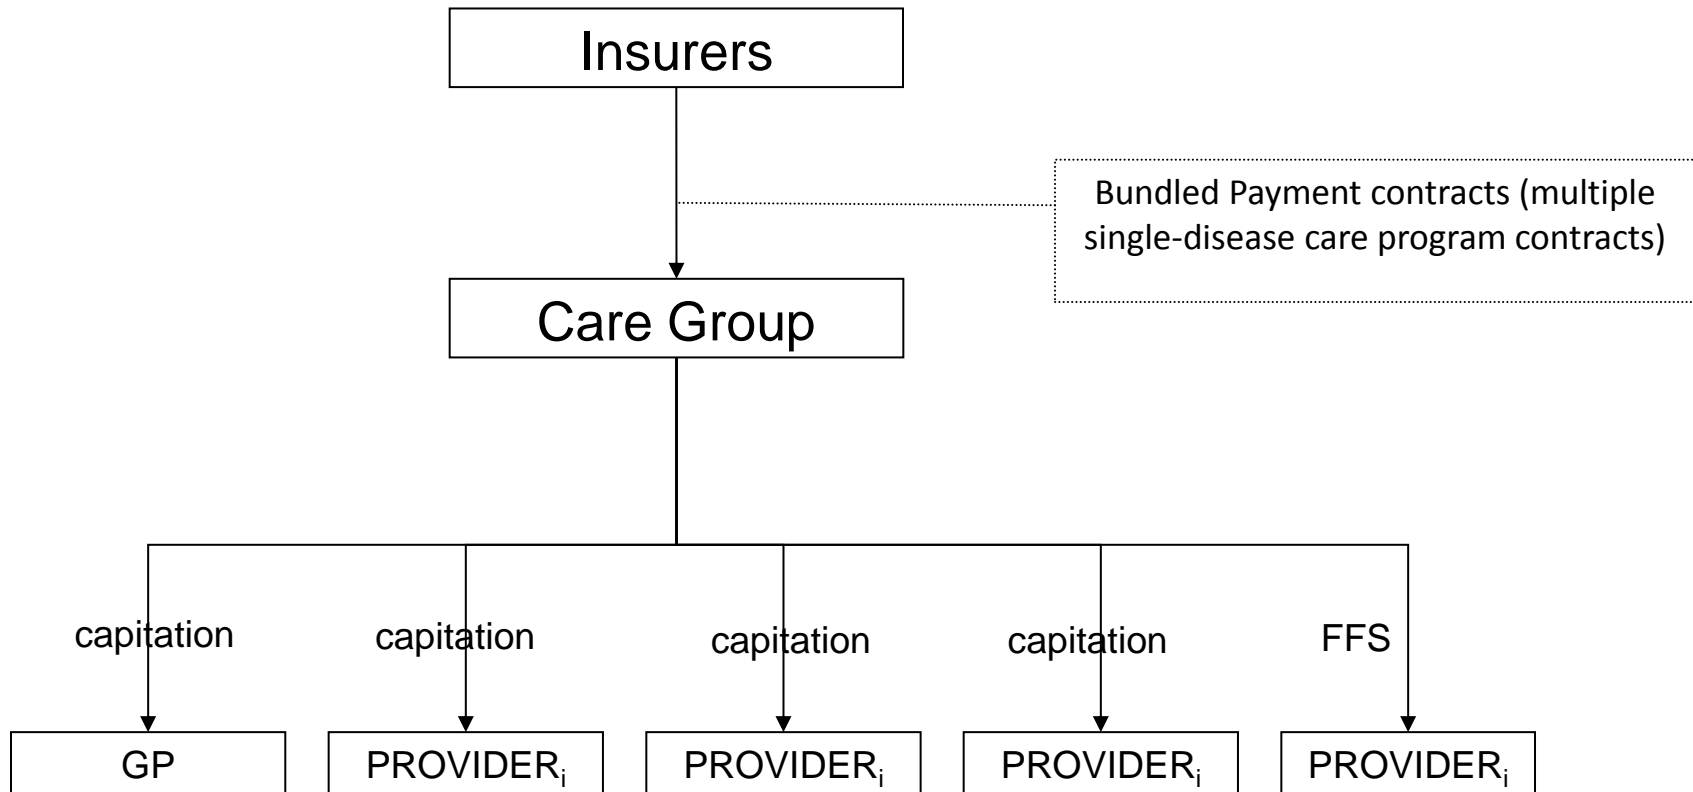 Insurers
Bundled Payment contracts (multiple
single-disease care program contracts)
Care Group
capitation
capitation
capitation
capitation
FFS
GP
PROVIDERᵢ
PROVIDERᵢ
PROVIDERᵢ
PROVIDERᵢ